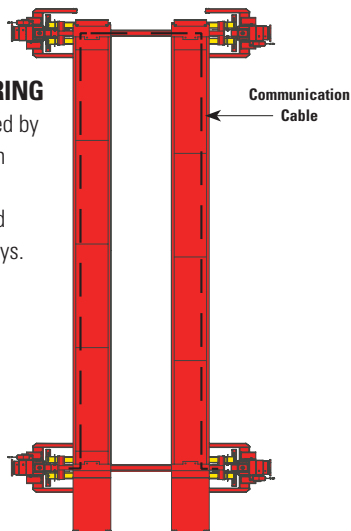 RING
ed by
n
d
ys.
Communication
Cable